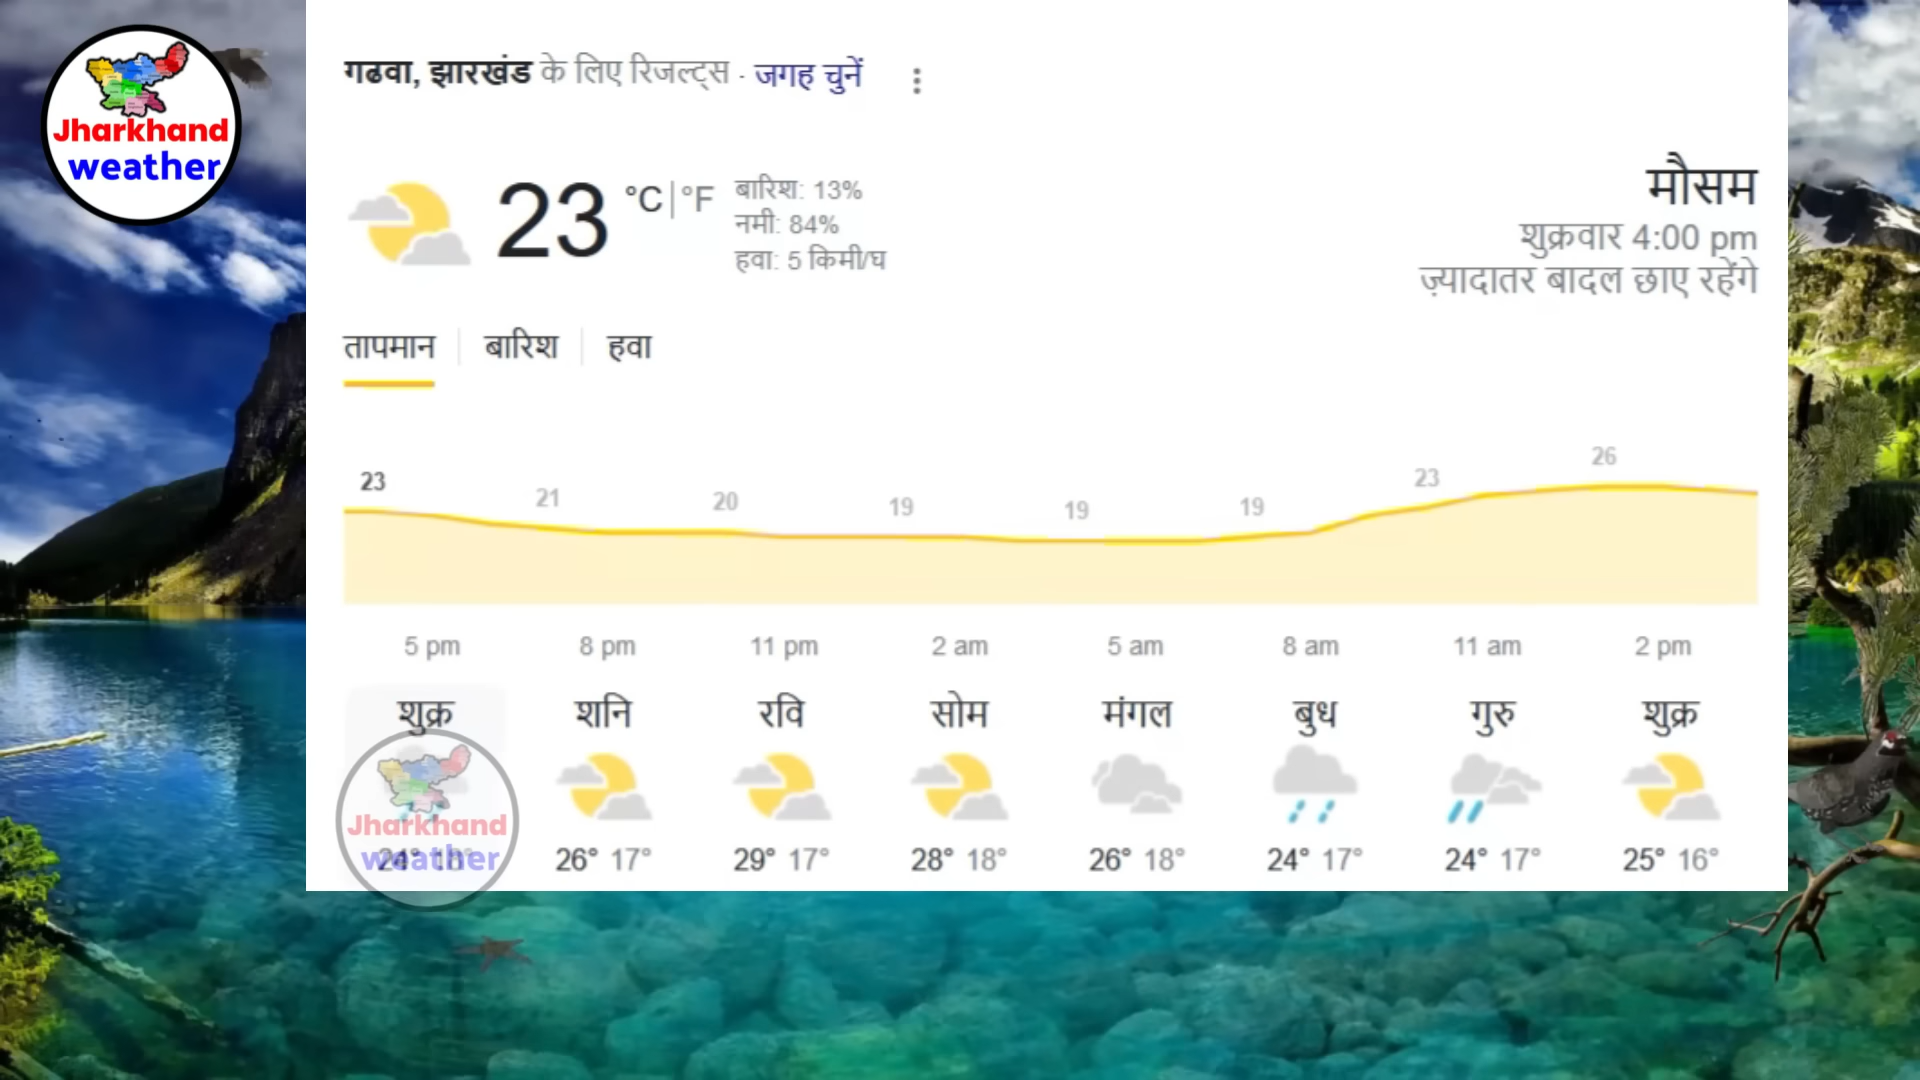 Jharkhand
weather
गढवा, झारखंड के लिए रिजल्ट्स · जगह चुनें
23 °C | °F
बारिश: 13%
नमी: 84%
हवा: 5 किमी/घ
मौसम
शुक्रवार 4:00 pm
ज़्यादातर बादल छाए रहेंगे
तापमान बारिश हवा
23 21 20 19 19 19 23 26
5 pm 8 pm 11 pm 2 am 5 am 8 am 11 am 2 pm
शुक्र शनि रवि सोम मंगल बुध गुरु शुक्र
Jharkhand
weather
24° 18° 26° 17° 29° 17° 28° 18° 26° 18° 24° 17° 24° 17° 25° 16°